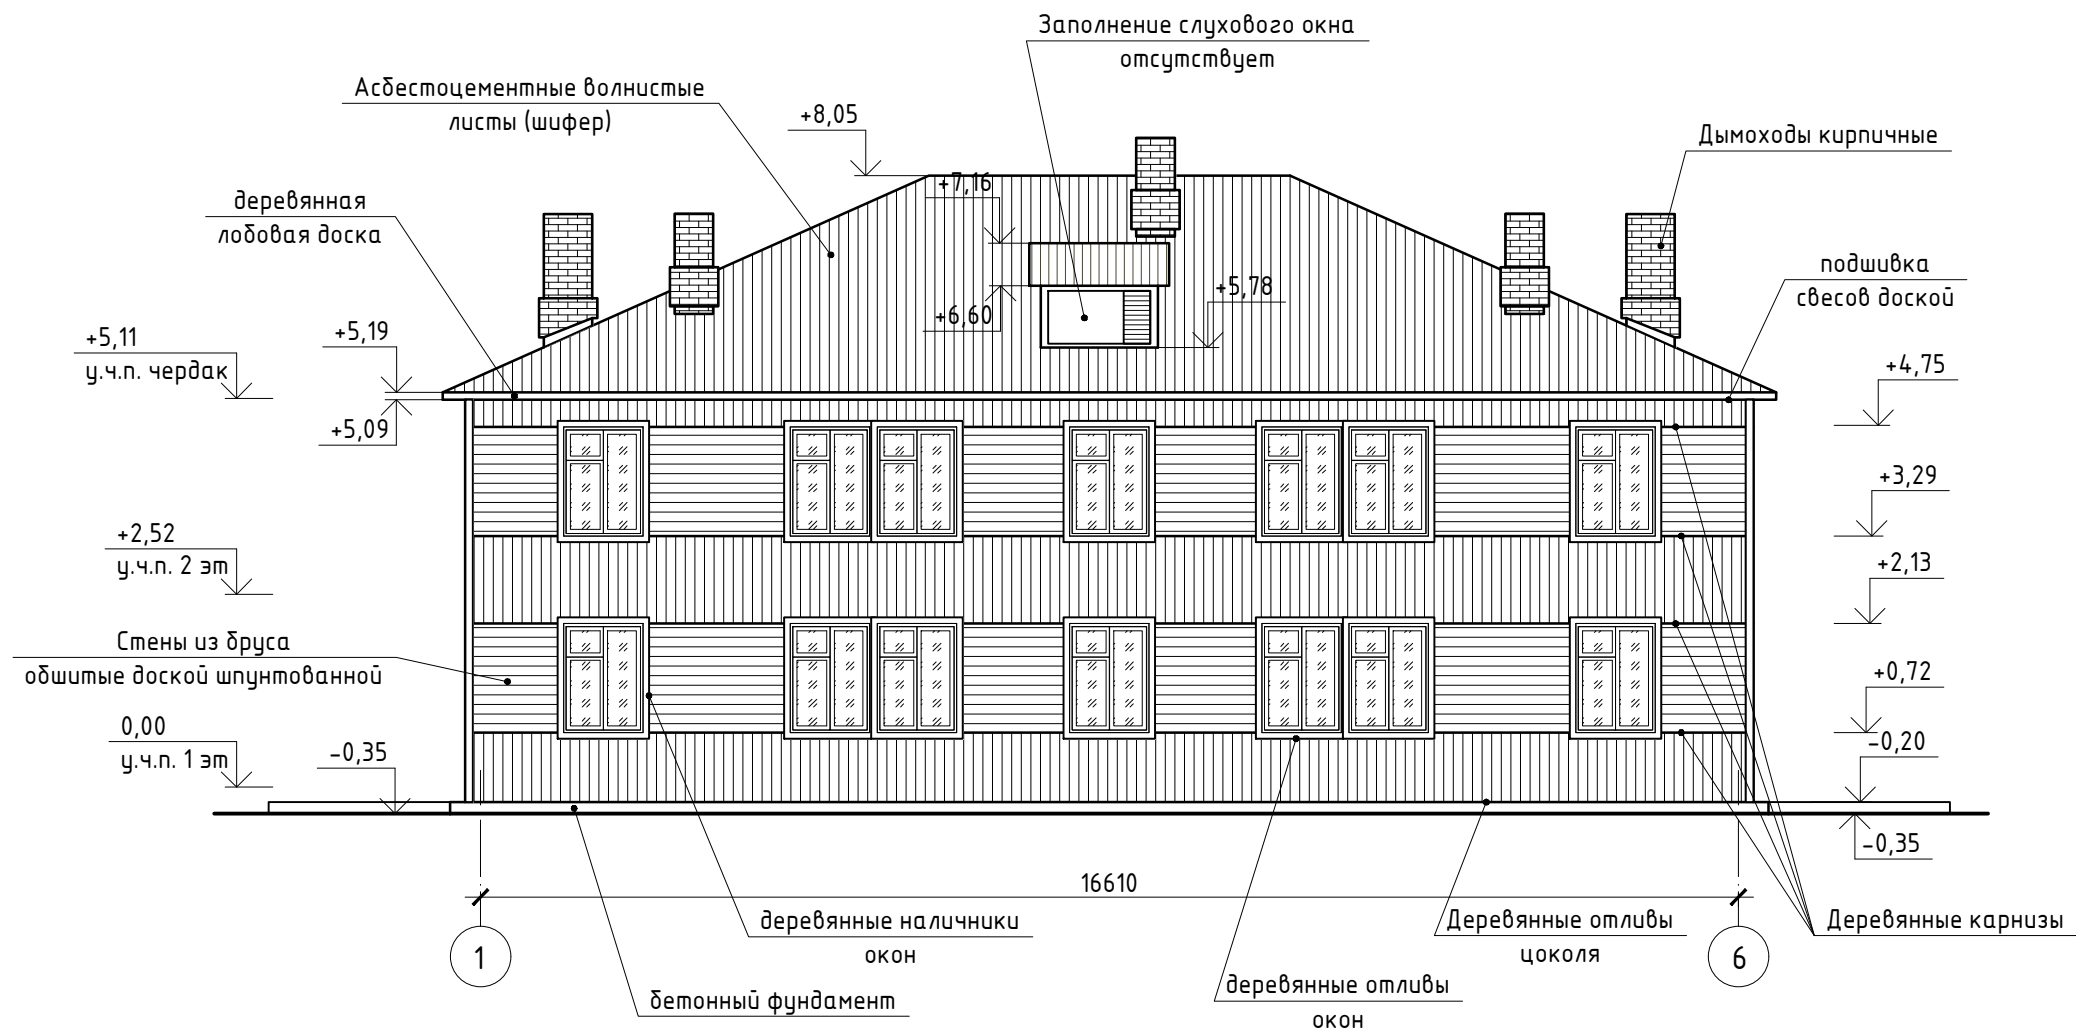 Заполнение слухового окна
отсутствует
Асбестоцементные волнистые
листы (шифер)
+8,05
Дымоходы кирпичные
+7,16
деревянная
лобовая доска
подшивка
свесов доской
+5,78
+6,60
+5,11
у.ч.п. чердак
+5,19
+4,75
+5,09
+3,29
+2,52
у.ч.п. 2 эт
+2,13
Стены из бруса
обшитые доской шпунтованной
+0,72
0,00
у.ч.п. 1 эт
-0,35
-0,20
-0,35
16610
деревянные наличники
окон
Деревянные отливы
цоколя
Деревянные карнизы
1
6
бетонный фундамент
деревянные отливы
окон